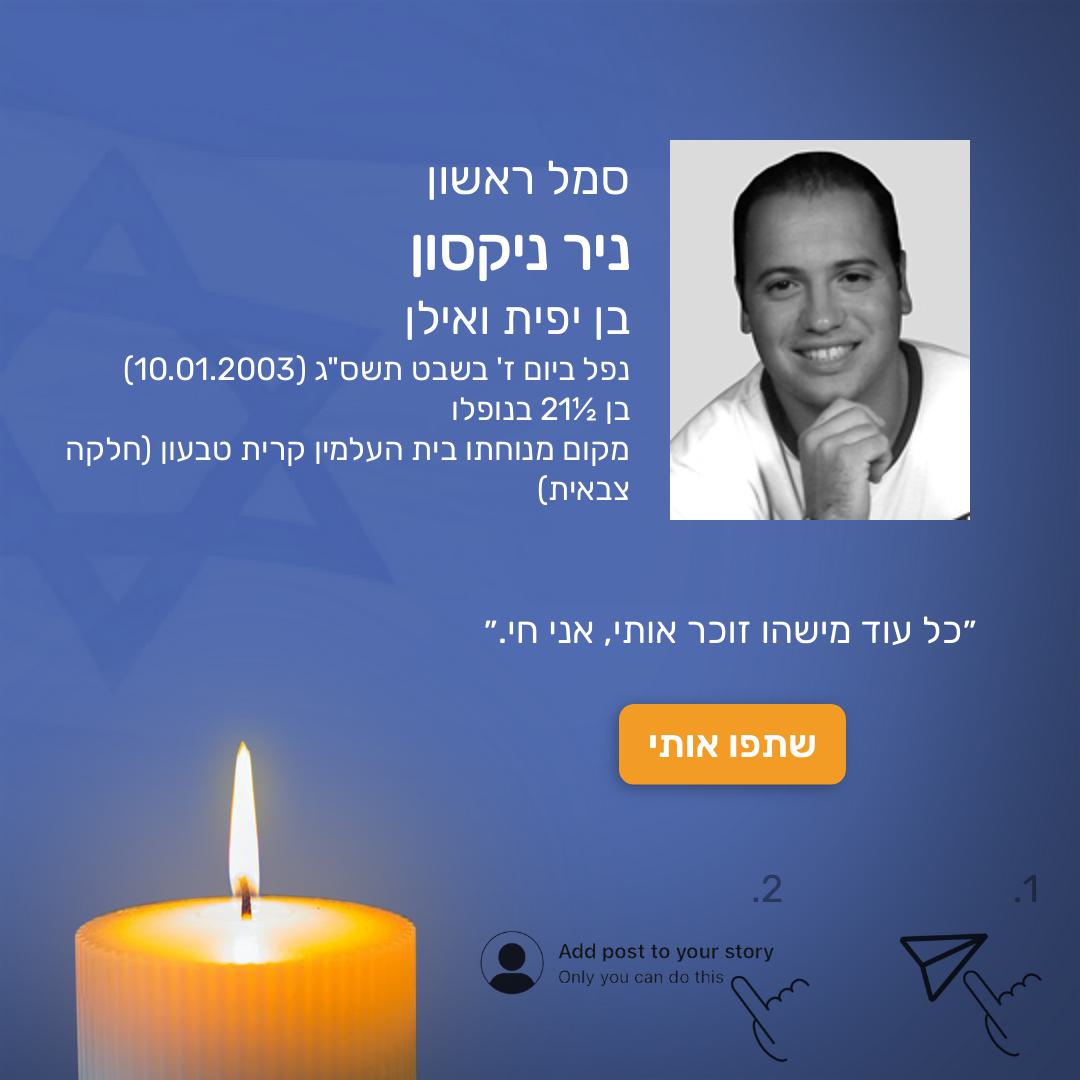 סמל ראשון
ניר ניקסון
בן יפית ואילן
נפל ביום ז' בשבט תשס"ג (10.01.2003)
בן 21½ בנופלו
מקום מנוחתו בית העלמין קרית טבעון (חלקה
צבאית)
״כל עוד מישהו זוכר אותי, אני חי.״
שתפו אותי
1.
2.
Add post to your story
Only you can do this